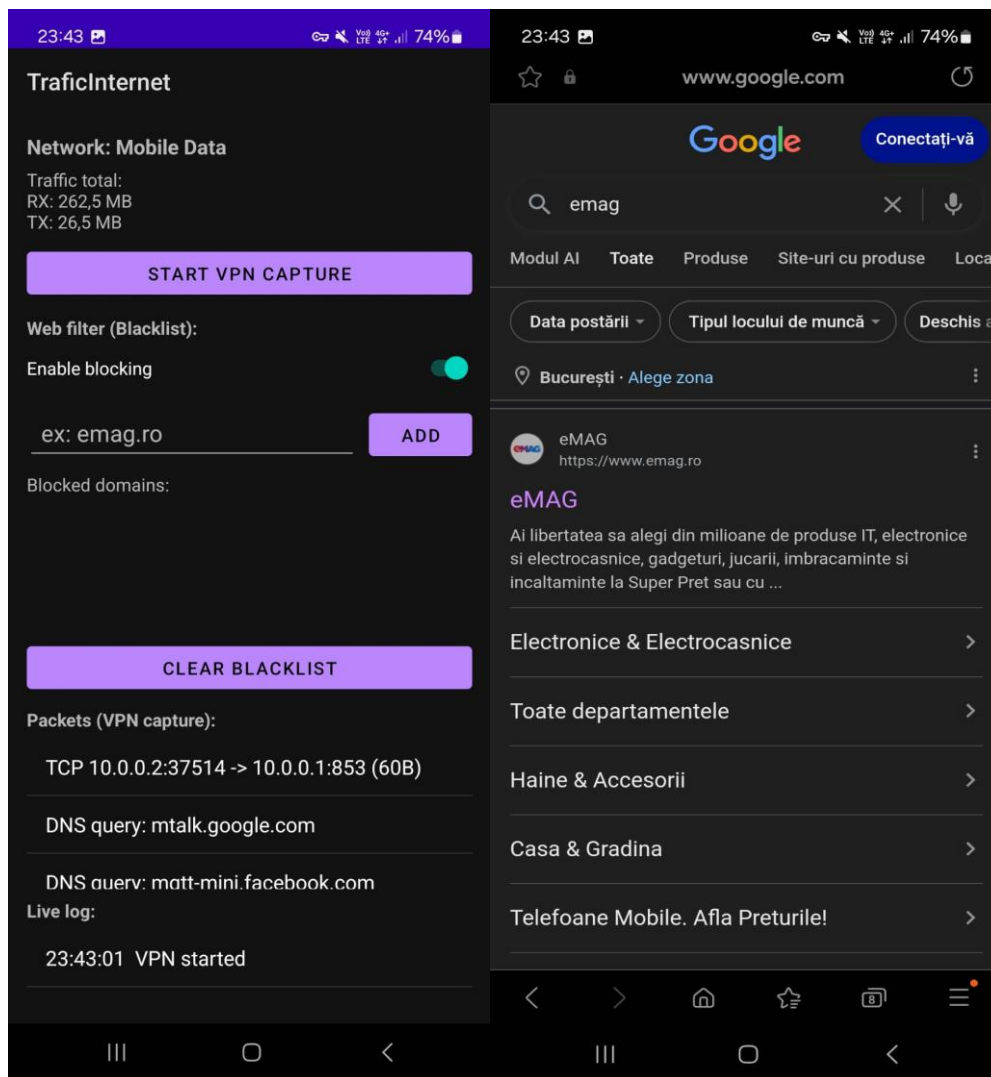 23:43
74%
TraficInternet
Network: Mobile Data
Traffic total:
RX: 262,5 MB
TX: 26,5 MB
START VPN CAPTURE
Web filter (Blacklist):
Enable blocking
ex: emag.ro
ADD
Blocked domains:
CLEAR BLACKLIST
Packets (VPN capture):
TCP 10.0.0.2:37514 -> 10.0.0.1:853 (60B)
DNS query: mtalk.google.com
DNS query: mqtt-mini.facebook.com
Live log:
23:43:01 VPN started
23:43
74%
www.google.com
Google
Conectați-vă
emag
Modul AI Toate Produse Site-uri cu produse Loca
Data postării Tipul locului de muncă Deschis
București · Alege zona
eMAG
https://www.emag.ro
eMAG
Ai libertatea sa alegi din milioane de produse IT, electronice
si electrocasnice, gadgeturi, jucarii, imbracaminte si
incaltaminte la Super Pret sau cu ...
Electronice & Electrocasnice
Toate departamentele
Haine & Accesorii
Casa & Gradina
Telefoane Mobile. Afla Preturile!
8